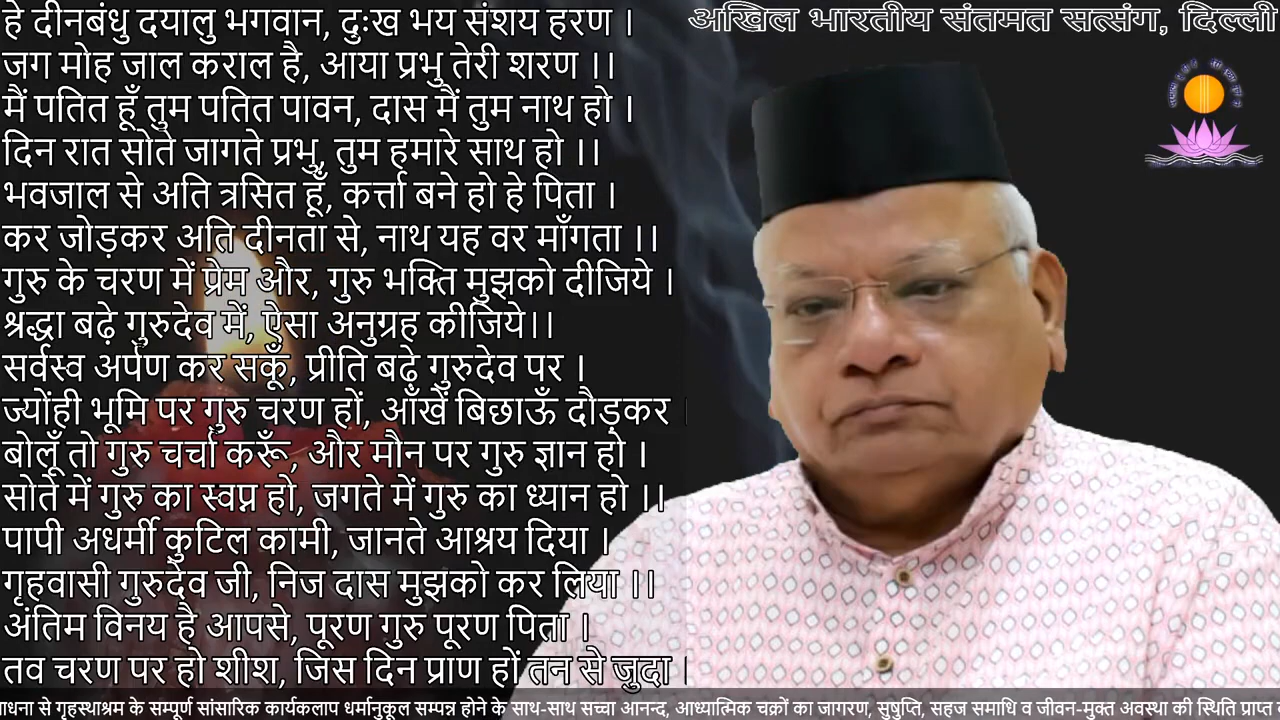 हे दीनबंधु दयालु भगवान, दुःख भय संशय हरण ।
जग मोह जाल कराल है, आया प्रभु तेरी शरण ।।
मैं पतित हूँ तुम पतित पावन, दास मैं तुम नाथ हो ।
दिन रात सोते जागते प्रभु, तुम हमारे साथ हो ।।
भवजाल से अति त्रसित हूँ, कर्त्ता बने हो हे पिता ।
कर जोड़कर अति दीनता से, नाथ यह वर माँगता ।।
गुरु के चरण में प्रेम और, गुरु भक्ति मुझको दीजिये ।
श्रद्धा बढ़े गुरुदेव में, ऐसा अनुग्रह कीजिये।।
सर्वस्व अर्पण कर सकूँ, प्रीति बढ़े गुरुदेव पर ।
ज्योंही भूमि पर गुरु चरण हों, आँखें बिछाऊँ दौड़कर ।
बोलूँ तो गुरु चर्चा करूँ, और मौन पर गुरु ज्ञान हो ।
सोते में गुरु का स्वप्न हो, जगते में गुरु का ध्यान हो ।।
पापी अधर्मी कुटिल कामी, जानते आश्रय दिया ।
गृहवासी गुरुदेव जी, निज दास मुझको कर लिया ।।
अंतिम विनय है आपसे, पूरण गुरु पूरण पिता ।
तव चरण पर हो शीश, जिस दिन प्राण हों तन से जुदा ।
अखिल भारतीय संतमत सत्संग, दिल्ली
से गृहस्थाश्रम के सम्पूर्ण सांसारिक कार्यकलाप धर्मानुकूल सम्पन्न होने के साथ-साथ सच्चा आनन्द, आध्यात्मिक चक्रों का जागरण, सुषुप्ति, सहज समाधि व जीवन-मुक्त अवस्था की स्थिति प्राप्त